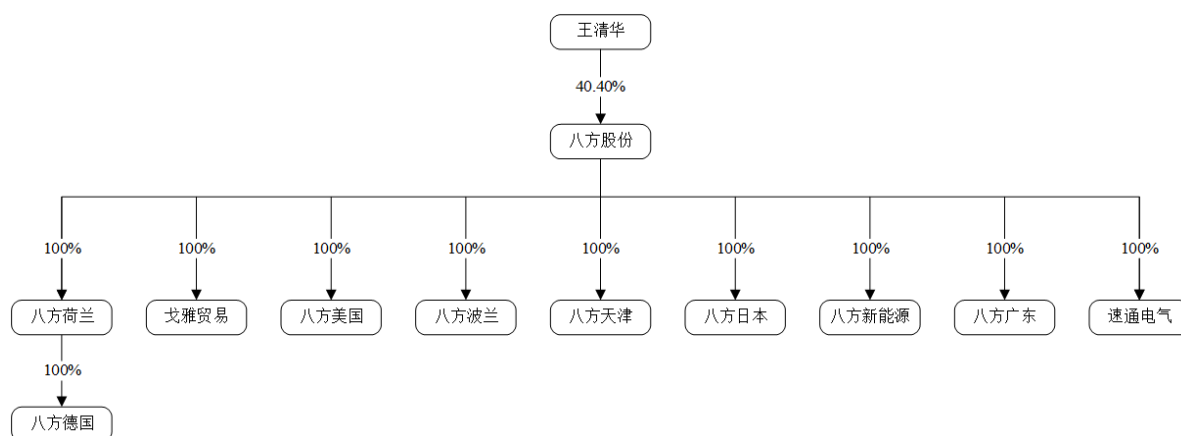 王清华
40.40%
八方股份
100% 100% 100% 100% 100% 100% 100% 100% 100%
八方荷兰 戈雅贸易 八方美国 八方波兰 八方天津 八方日本 八方新能源 八方广东 速通电气
100%
八方德国